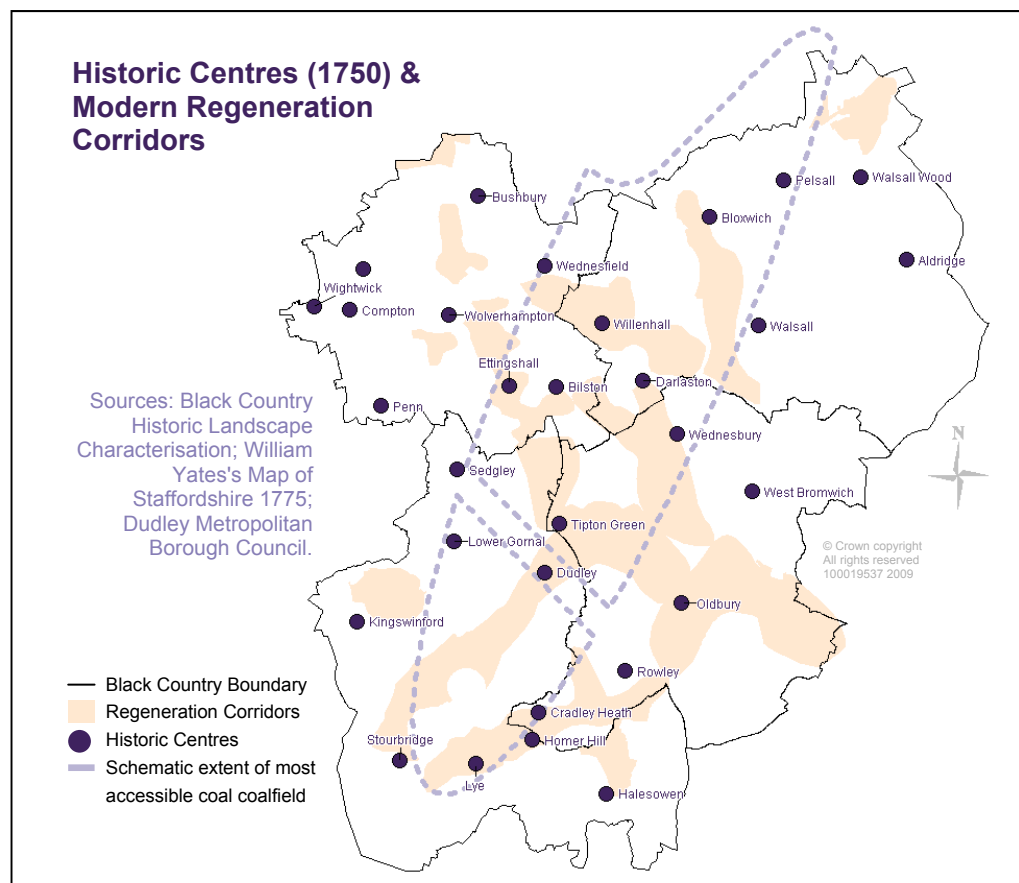 Historic Centres (1750) &
Modern Regeneration
Corridors
Bushbury
Pelsall
Walsall Wood
Bloxwich
Wednesfield
Aldridge
Wightwick
Compton
Wolverhampton
Willenhall
Walsall
Ettingshall
Bilston
Darlaston
Penn
Wednesbury
Sources: Black Country
Historic Landscape
Characterisation; William
Yates's Map of
Staffordshire 1775;
Dudley Metropolitan
Borough Council.
N
Sedgley
West Bromwich
Tipton Green
Lower Gornal
© Crown copyright
All rights reserved
100019537 2009
Dudley
Oldbury
Kingswinford
Rowley
Cradley Heath
Homer Hill
Stourbridge
Lye
Halesowen
Black Country Boundary
Regeneration Corridors
Historic Centres
Schematic extent of most
accessible coal coalfield